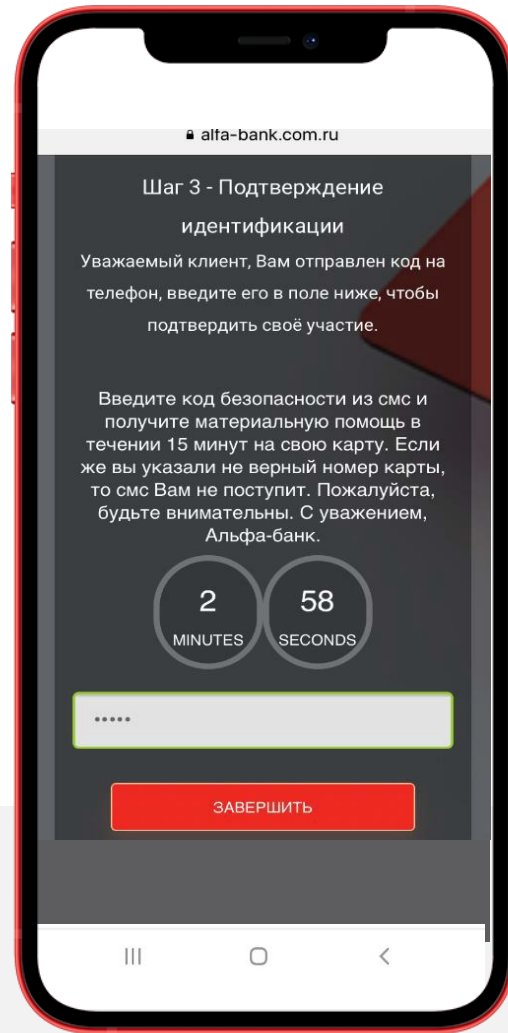 alfa-bank.com.ru
Шаг 3 - Подтверждение
идентификации
Уважаемый клиент, Вам отправлен код на
телефон, введите его в поле ниже, чтобы
подтвердить своё участие.
Введите код безопасности из смс и
получите материальную помощь в
течении 15 минут на свою карту. Если
же вы указали не верный номер карты,
то смс Вам не поступит. Пожалуйста,
будьте внимательны. С уважением,
Альфа-банк.
2 58
MINUTES SECONDS
•••••
ЗАВЕРШИТЬ